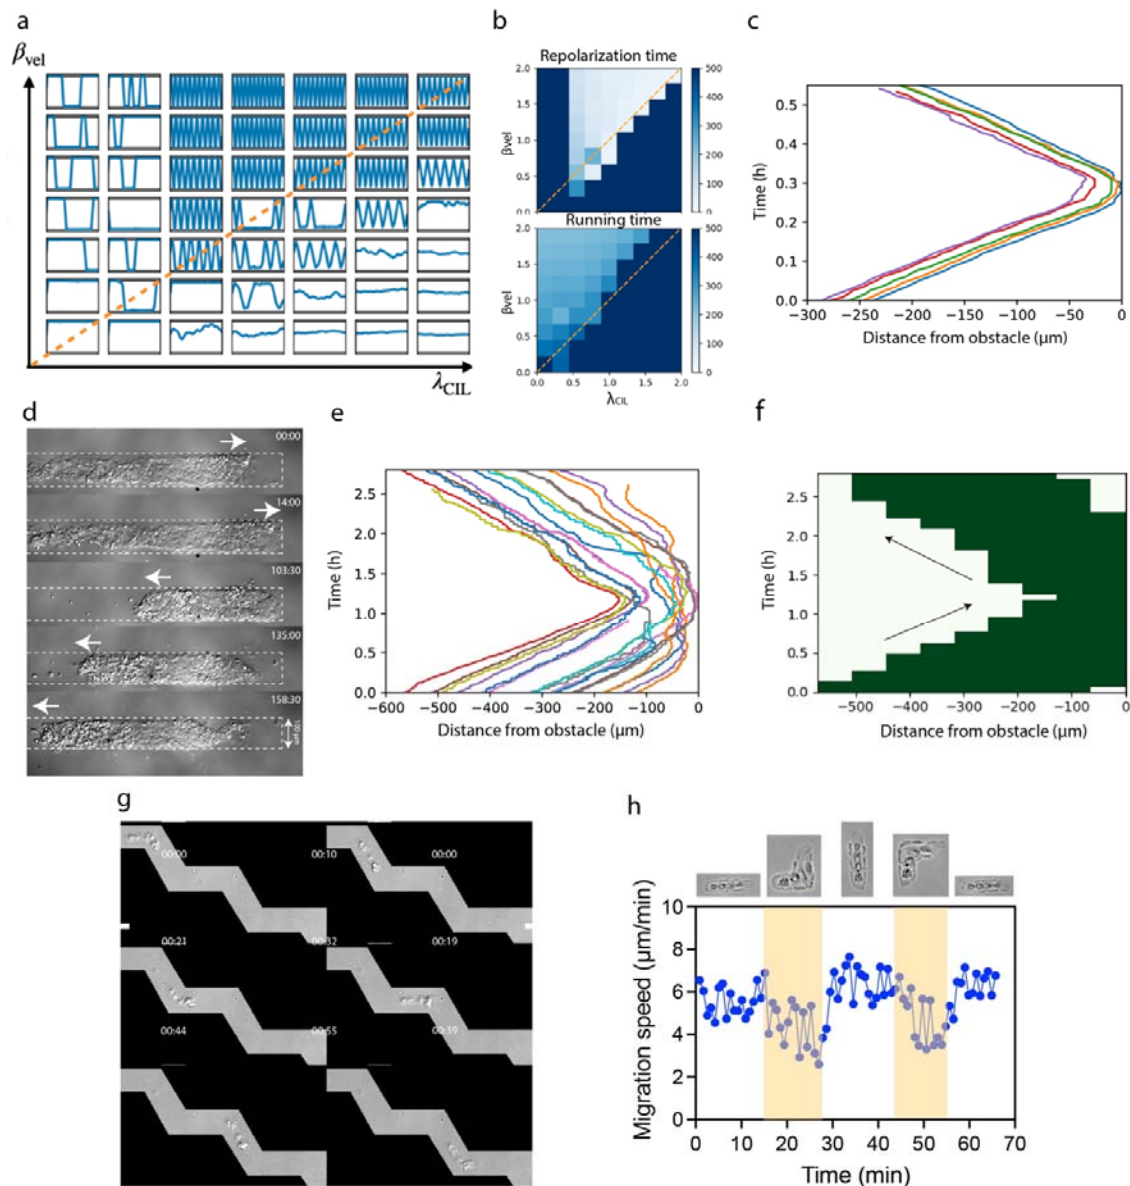 a
βvel
λCIL
b
Repolarization time
2.0
1.5
1.0
0.5
0.0
βvel
500
400
300
200
100
0
Running time
2.0
1.5
1.0
0.5
0.0
βvel
500
400
300
200
100
0
0.0 0.5 1.0 1.5 2.0
λCIL
c
0.5
0.4
0.3
0.2
0.1
0.0
Time (h)
−300 −250 −200 −150 −100 −50 0
Distance from obstacle (µm)
d
00:00
14:00
103:30
135:00
158:30
100 µm
e
2.5
2.0
1.5
1.0
0.5
0.0
Time (h)
−600 −500 −400 −300 −200 −100 0
Distance from obstacle (µm)
f
2.5
2.0
1.5
1.0
0.5
0.0
Time (h)
−500 −400 −300 −200 −100 0
Distance from obstacle (µm)
g
00:00 00:10 00:00
00:21 00:32 00:19
00:44 00:55 00:39
h
10
8
6
4
2
0
Migration speed (µm/min)
0 10 20 30 40 50 60 70
Time (min)